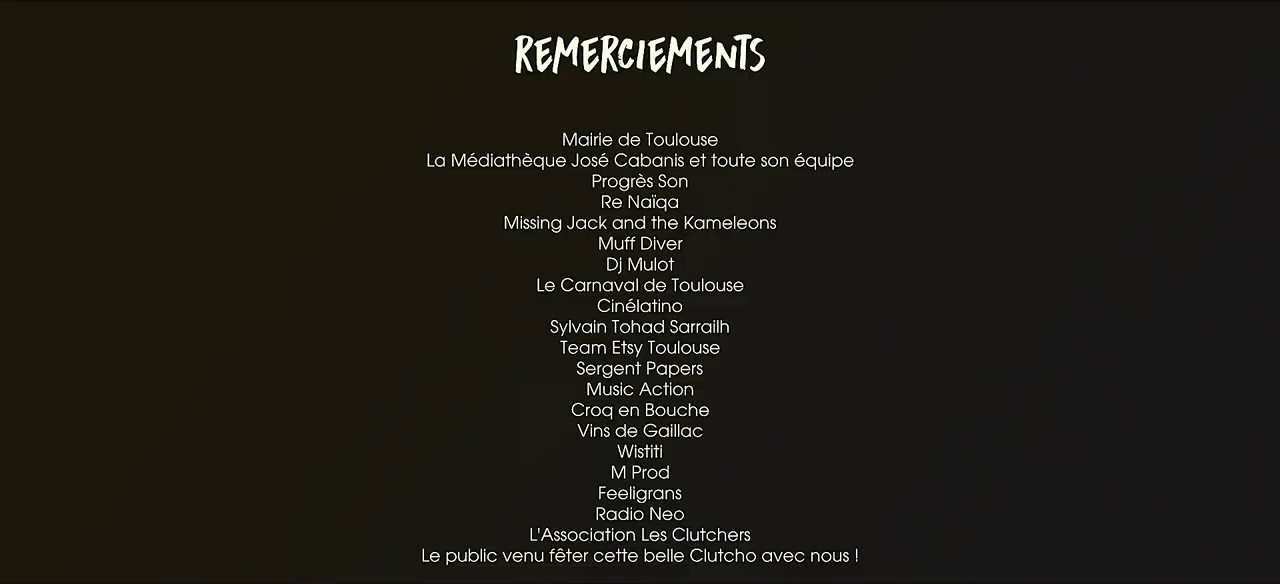 REMERCIEMENTS
Mairie de Toulouse
La Médiathèque José Cabanis et toute son équipe
Progrès Son
Re Naïqa
Missing Jack and the Kameleons
Muff Diver
Dj Mulot
Le Carnaval de Toulouse
Cinélatino
Sylvain Tohad Sarrailh
Team Etsy Toulouse
Sergent Papers
Music Action
Croq en Bouche
Vins de Gaillac
Wistiti
M Prod
Feeligrans
Radio Neo
L'Association Les Clutchers
Le public venu fêter cette belle Clutcho avec nous !